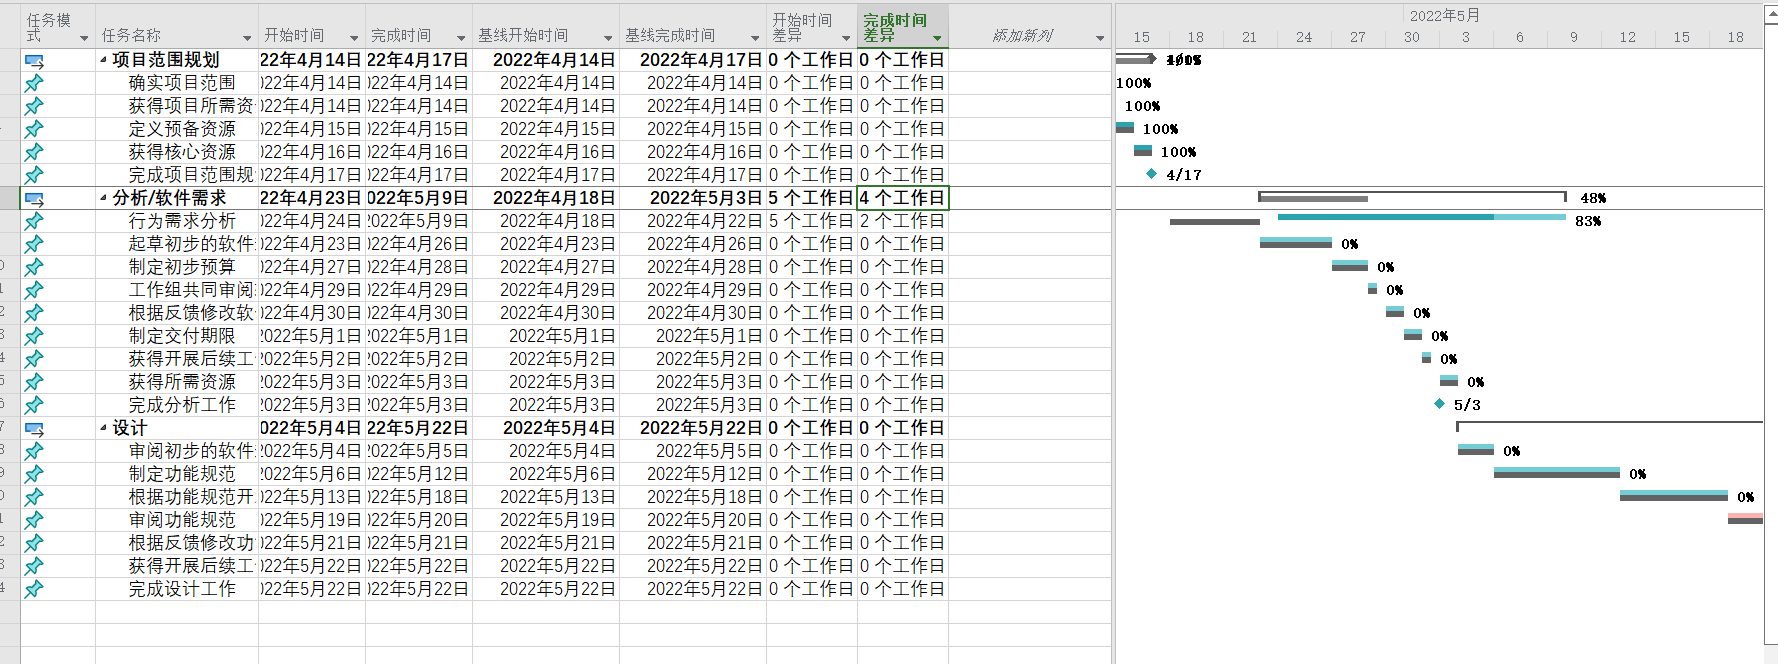 任务模式 任务名称 开始时间 完成时间 基线开始时间 基线完成时间 开始时间差异 完成时间差异 添加新列
项目范围规划 22年4月14日 22年4月17日 2022年4月14日 2022年4月17日 0 个工作日 0 个工作日
确实项目范围 022年4月14日 022年4月14日 2022年4月14日 2022年4月14日 0 个工作日 0 个工作日
获得项目所需资 022年4月14日 022年4月14日 2022年4月14日 2022年4月14日 0 个工作日 0 个工作日
定义预备资源 022年4月15日 022年4月15日 2022年4月15日 2022年4月15日 0 个工作日 0 个工作日
获得核心资源 022年4月16日 022年4月16日 2022年4月16日 2022年4月16日 0 个工作日 0 个工作日
完成项目范围规 022年4月17日 022年4月17日 2022年4月17日 2022年4月17日 0 个工作日 0 个工作日
分析/软件需求 22年4月23日 022年5月9日 2022年4月18日 2022年5月3日 5 个工作日 4 个工作日
行为需求分析 022年4月24日 2022年5月9日 2022年4月18日 2022年4月22日 5 个工作日 2 个工作日
起草初步的软件 022年4月23日 022年4月26日 2022年4月23日 2022年4月26日 0 个工作日 0 个工作日
制定初步预算 022年4月27日 022年4月28日 2022年4月27日 2022年4月28日 0 个工作日 0 个工作日
工作组共同审阅 022年4月29日 022年4月29日 2022年4月29日 2022年4月29日 0 个工作日 0 个工作日
根据反馈修改软 022年4月30日 022年4月30日 2022年4月30日 2022年4月30日 0 个工作日 0 个工作日
制定交付期限 2022年5月1日 2022年5月1日 2022年5月1日 2022年5月1日 0 个工作日 0 个工作日
获得开展后续工 2022年5月2日 2022年5月2日 2022年5月2日 2022年5月2日 0 个工作日 0 个工作日
获得所需资源 2022年5月3日 2022年5月3日 2022年5月3日 2022年5月3日 0 个工作日 0 个工作日
完成分析工作 2022年5月3日 2022年5月3日 2022年5月3日 2022年5月3日 0 个工作日 0 个工作日
设计 022年5月4日 22年5月22日 2022年5月4日 2022年5月22日 0 个工作日 0 个工作日
审阅初步的软件 2022年5月4日 2022年5月5日 2022年5月4日 2022年5月5日 0 个工作日 0 个工作日
制定功能规范 2022年5月6日 022年5月12日 2022年5月6日 2022年5月12日 0 个工作日 0 个工作日
根据功能规范开 022年5月13日 022年5月18日 2022年5月13日 2022年5月18日 0 个工作日 0 个工作日
审阅功能规范 022年5月19日 022年5月20日 2022年5月19日 2022年5月20日 0 个工作日 0 个工作日
根据反馈修改功 022年5月21日 022年5月21日 2022年5月21日 2022年5月21日 0 个工作日 0 个工作日
获得开展后续工 022年5月22日 022年5月22日 2022年5月22日 2022年5月22日 0 个工作日 0 个工作日
完成设计工作 022年5月22日 022年5月22日 2022年5月22日 2022年5月22日 0 个工作日 0 个工作日
2022年5月
15 18 21 24 27 30 3 6 9 12 15 18
100%
100%
100%
100%
4/17
48%
83%
0%
0%
0%
0%
0%
0%
0%
5/3
0%
0%
0%